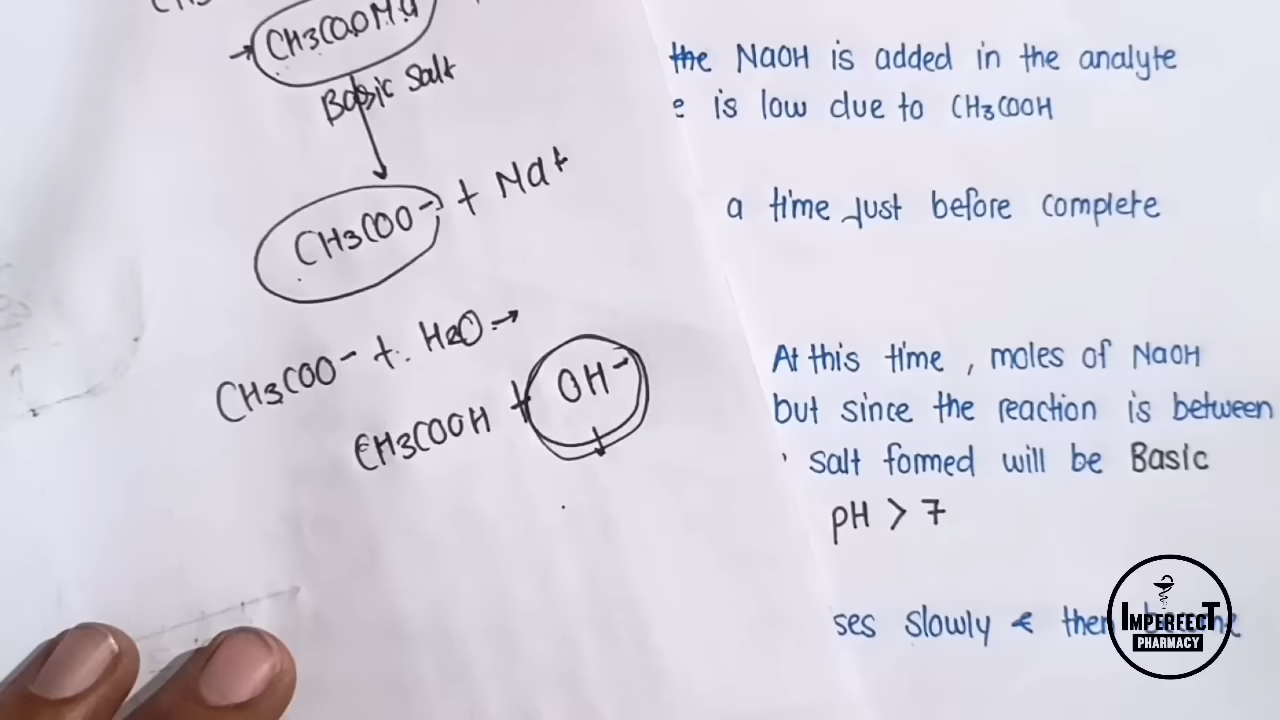 CH3COONa
Basic Salt
CH3COO- + Na+
CH3COO- + H2O →
CH3COOH + OH-
the NaOH is added in the analyte
e is low due to CH3COOH
a time Just before complete
At this time, moles of NaOH
but since the reaction is between
salt formed will be Basic
pH > 7
ses slowly & then become
IMPERFECT
PHARMACY